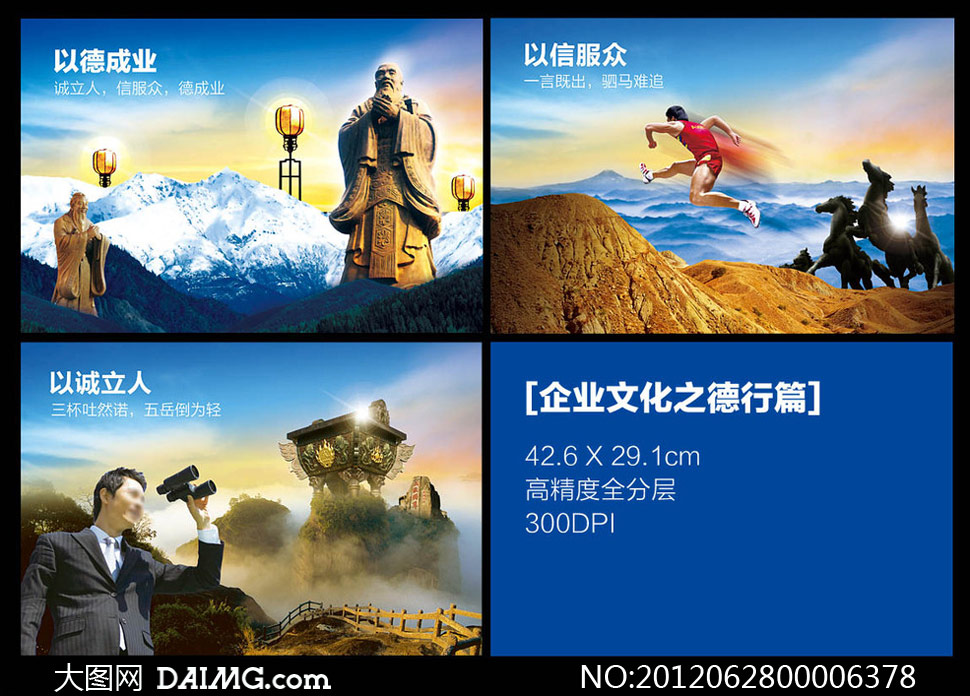 以德成业
诚立人，信服众，德成业
以信服众
一言既出，驷马难追
以诚立人
三杯吐然诺，五岳倒为轻
[企业文化之德行篇]
42.6 X 29.1cm
高精度全分层
300DPI
大图网 DAIMG.com
NO:2012062800006378